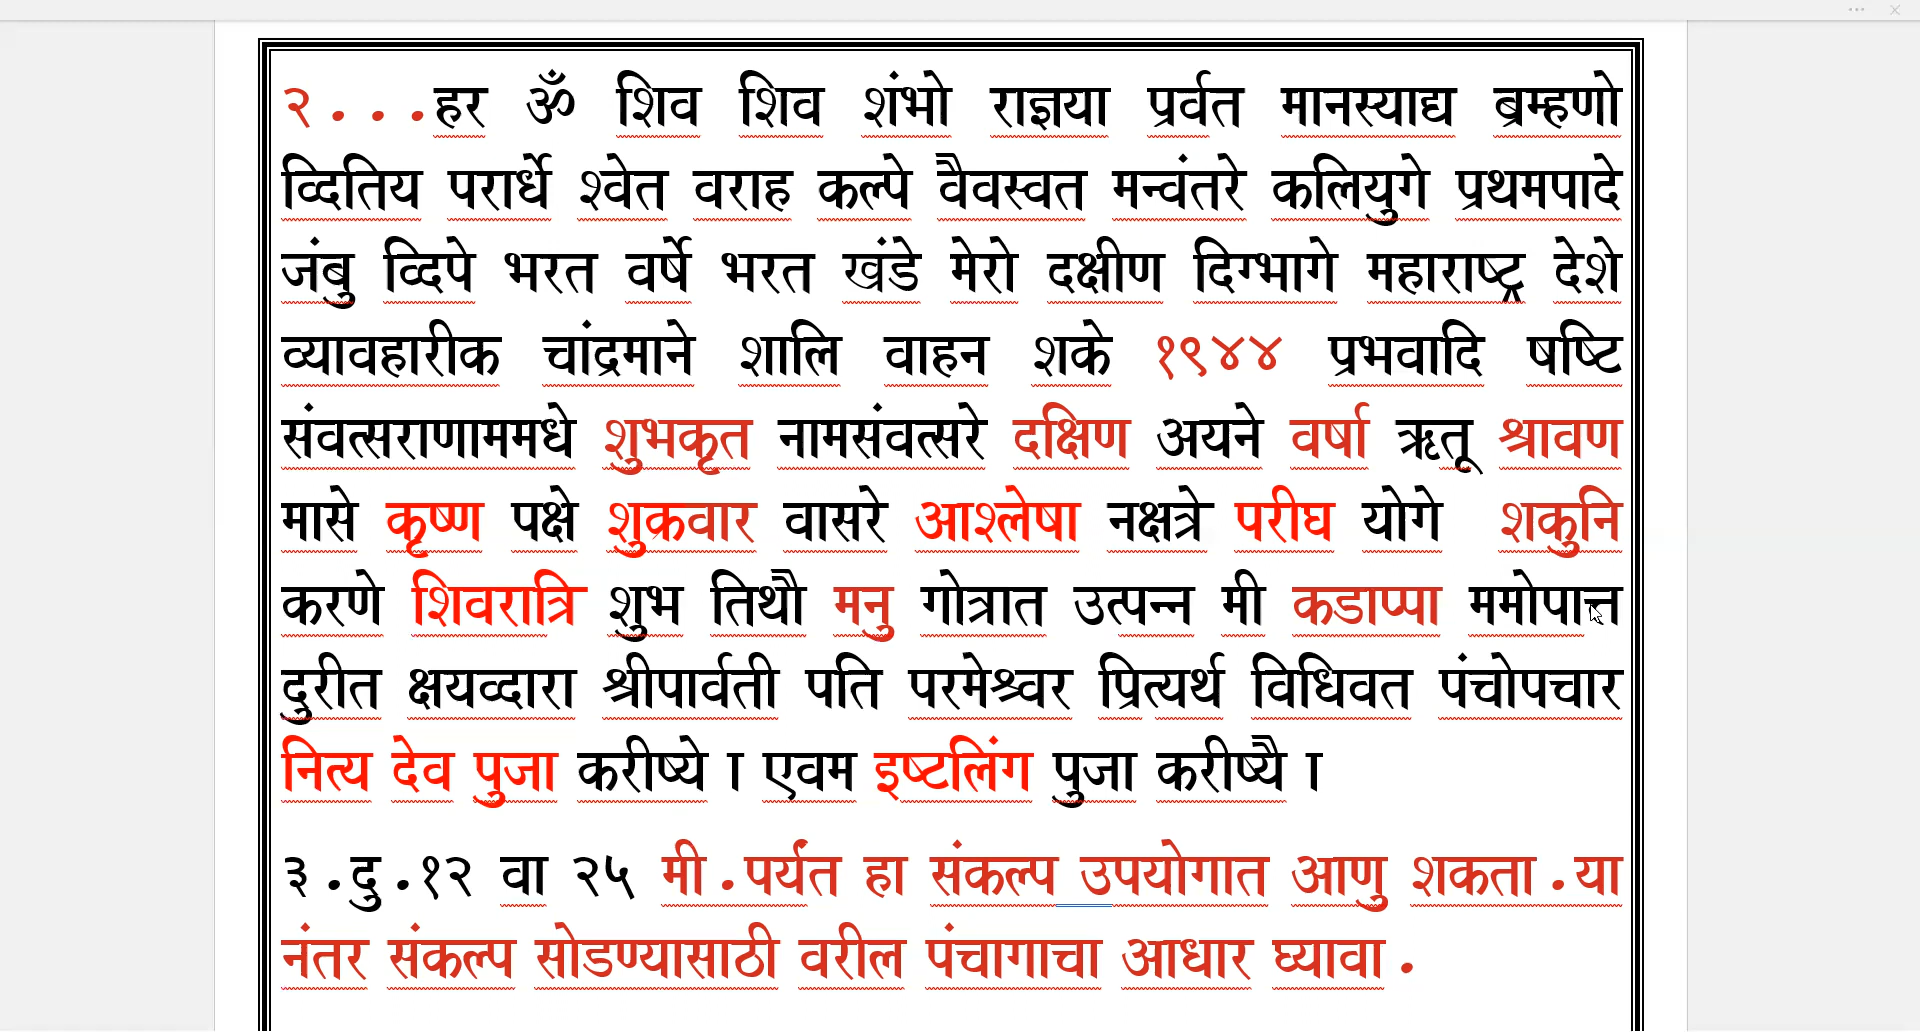 २...हर ॐ शिव शिव शंभो राज्ञया प्रर्वत मानस्याद्य ब्रम्हणो
व्दितिय परार्धे श्वेत वराह कल्पे वैवस्वत मन्वंतरे कलियुगे प्रथमपादे
जंबु व्दिपे भरत वर्षे भरत खंडे मेरो दक्षीण दिग्भागे महाराष्ट्र देशे
व्यावहारीक चांद्रमाने शालि वाहन शके १९४४ प्रभवादि षष्टि
संवत्सराणाममधे शुभकृत नामसंवत्सरे दक्षिण अयने वर्षा ऋतू श्रावण
मासे कृष्ण पक्षे शुक्रवार वासरे आश्लेषा नक्षत्रे परीघ योगे शकुनि
करणे शिवरात्रि शुभ तिथौ मनु गोत्रात उत्पन्न मी कडाप्पा ममोपात्त
दुरीत क्षयव्दारा श्रीपार्वती पति परमेश्र्वर प्रित्यर्थ विधिवत पंचोपचार
नित्य देव पुजा करीष्ये । एवम इष्टलिंग पुजा करीष्यै ।
३.दु.१२ वा २५ मी.पर्यंत हा संकल्प उपयोगात आणु शकता.या
नंतर संकल्प सोडण्यासाठी वरील पंचागाचा आधार घ्यावा.